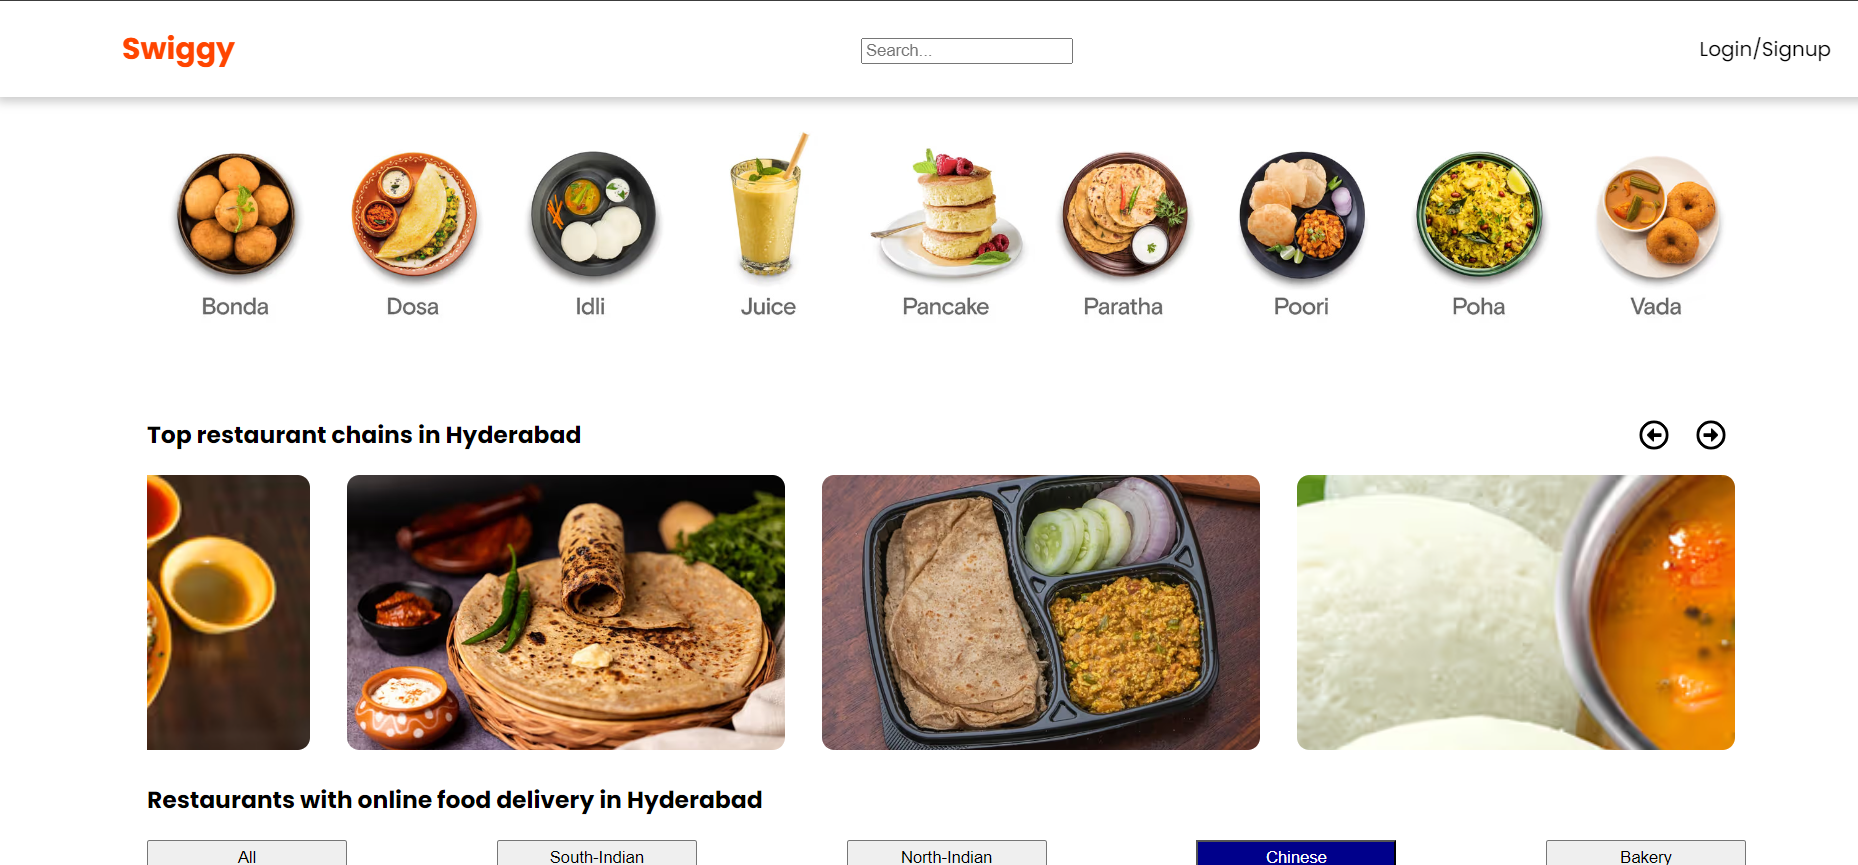 Swiggy
Search...
Login/Signup
Bonda
Dosa
Idli
Juice
Pancake
Paratha
Poori
Poha
Vada
Top restaurant chains in Hyderabad
Restaurants with online food delivery in Hyderabad
All
South-Indian
North-Indian
Chinese
Bakery